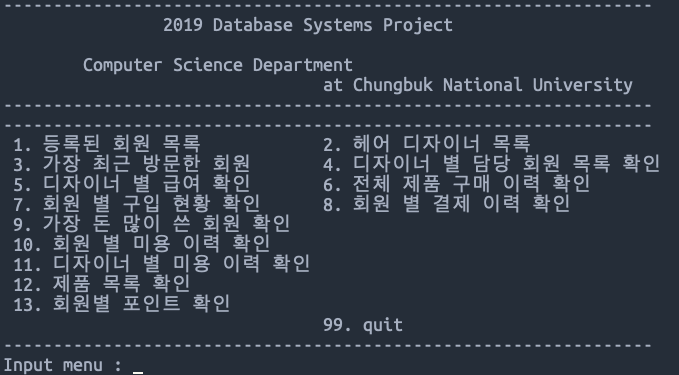 2019 Database Systems Project
Computer Science Department
at Chungbuk National University
1. 등록된 회원 목록 2. 헤어 디자이너 목록
3. 가장 최근 방문한 회원 4. 디자이너 별 담당 회원 목록 확인
5. 디자이너 별 급여 확인 6. 전체 제품 구매 이력 확인
7. 회원 별 구입 현황 확인 8. 회원 별 결제 이력 확인
9. 가장 돈 많이 쓴 회원 확인
10. 회원 별 미용 이력 확인
11. 디자이너 별 미용 이력 확인
12. 제품 목록 확인
13. 회원별 포인트 확인
99. quit
Input menu : _